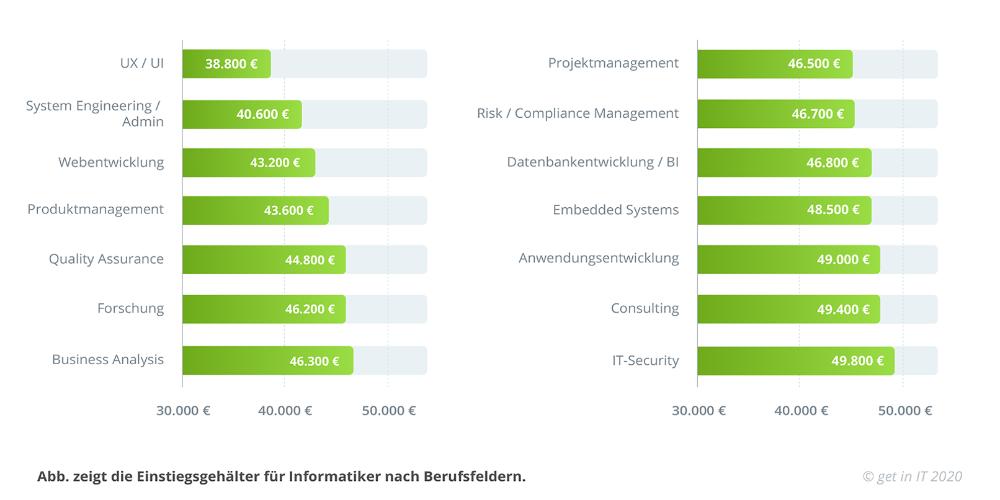 UX / UI
38.800 €
System Engineering /
Admin
40.600 €
Webentwicklung
43.200 €
Produktmanagement
43.600 €
Quality Assurance
44.800 €
Forschung
46.200 €
Business Analysis
46.300 €
30.000 €
40.000 €
50.000 €
Projektmanagement
46.500 €
Risk / Compliance Management
46.700 €
Datenbankentwicklung / BI
46.800 €
Embedded Systems
48.500 €
Anwendungsentwicklung
49.000 €
Consulting
49.400 €
IT-Security
49.800 €
30.000 €
40.000 €
50.000 €
Abb. zeigt die Einstiegsgehälter für Informatiker nach Berufsfeldern.
© get in IT 2020